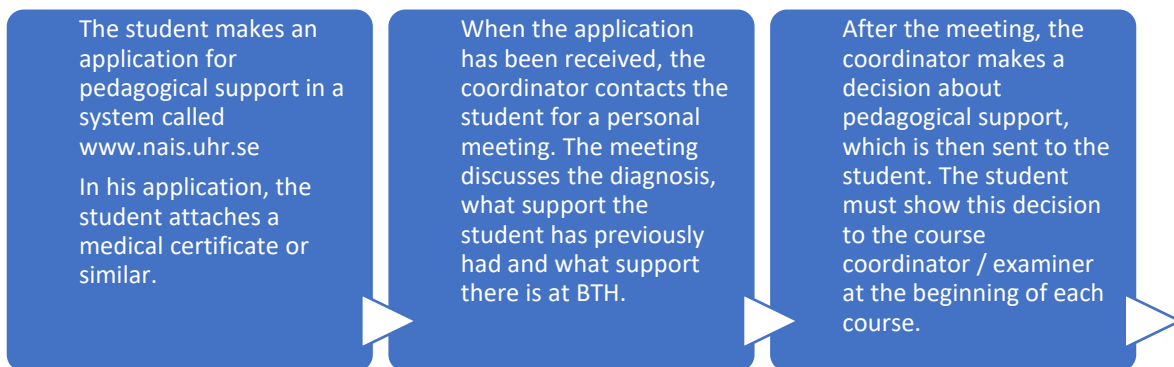 The student makes an
application for
pedagogical support in a
system called
www.nais.uhr.se
In his application, the
student attaches a
medical certificate or
similar.
When the application
has been received, the
coordinator contacts the
student for a personal
meeting. The meeting
discusses the diagnosis,
what support the
student has previously
had and what support
there is at BTH.
After the meeting, the
coordinator makes a
decision about
pedagogical support,
which is then sent to the
student. The student
must show this decision
to the course
coordinator / examiner
at the beginning of each
course.